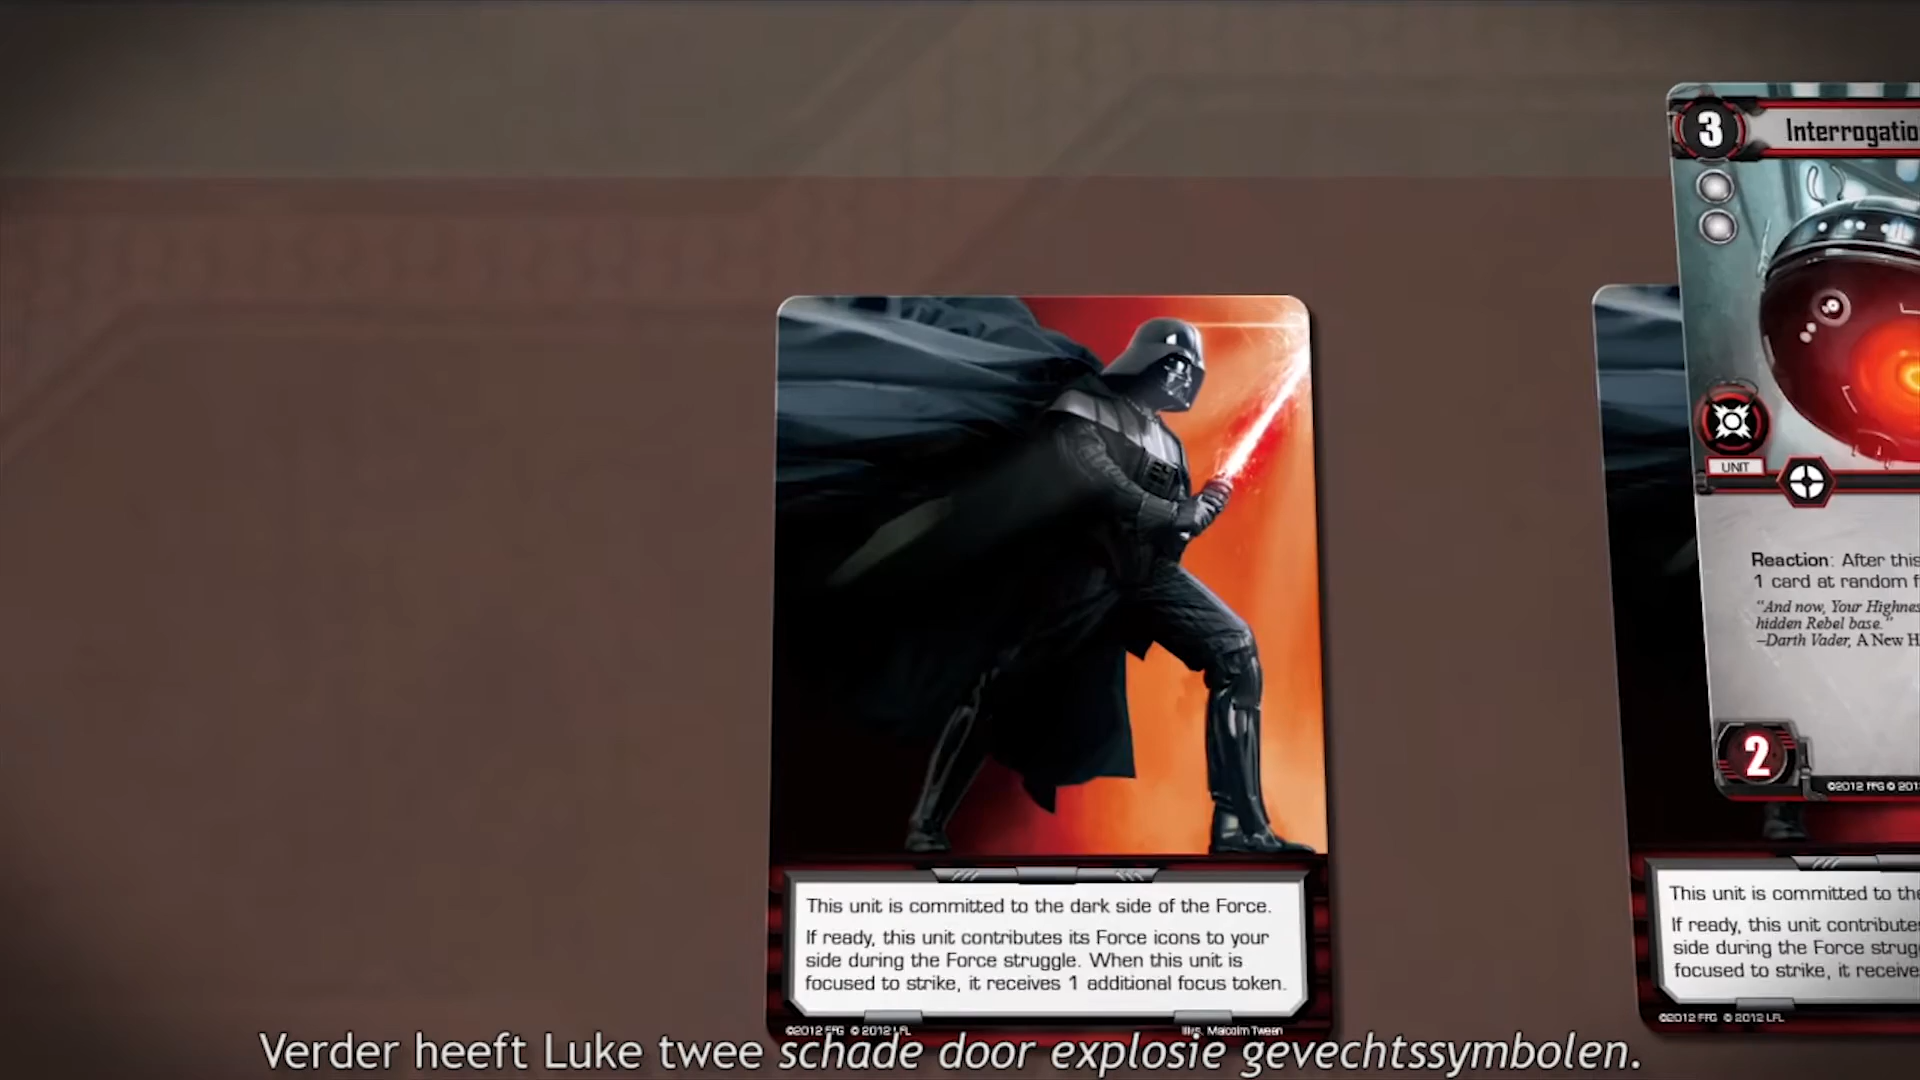 This unit is committed to the dark side of the Force.
If ready, this unit contributes its Force icons to your
side during the Force struggle. When this unit is
focused to strike, it receives 1 additional focus token.
©2012 FFG © 2012 LFL
Illus. Malcolm Tween
3
Interrogatio
UNIT
Reaction: After this
1 card at random f
"And now, Your Highnes
hidden Rebel base."
–Darth Vader, A New H
2
©2012 FFG © 201
This unit is committed to the
If ready, this unit contributes
side during the Force strugg
focused to strike, it receive
©2012 FFG © 2012 LFL
Verder heeft Luke twee schade door explosie gevechtssymbolen.